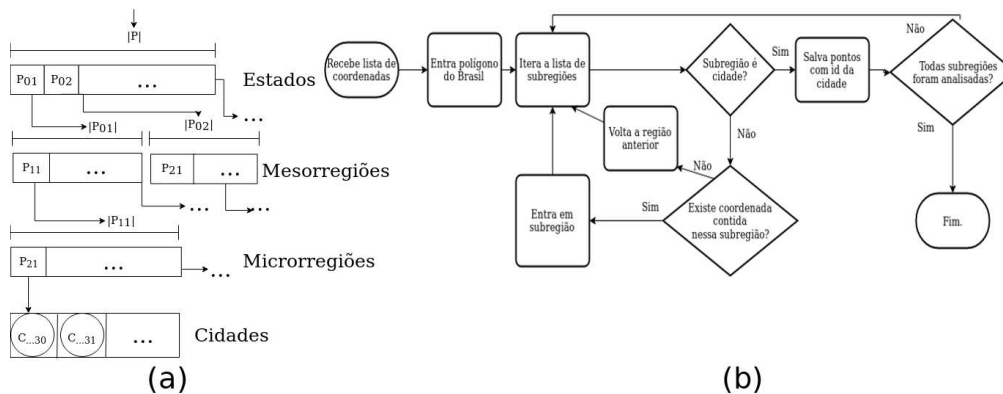 |P|
P01 P02 ... Estados
...
|P01| |P02|
P11 ... P21 ... Mesorregiões
... ...
|P11|
P21 ... Microrregiões
...
C...30 C...31 ... Cidades
(a)
Recebe lista de
coordenadas
Entra polígono
do Brasil
Itera a lista de
subregiões
Subregião é
cidade?
Sim
Salva pontos
com id da
cidade
Não
Todas subregiões
foram analisadas?
Sim
Fim.
Não
Volta a região
anterior
Não
Existe coordenada
contida
nessa subregião?
Sim
Entra em
subregião
(b)